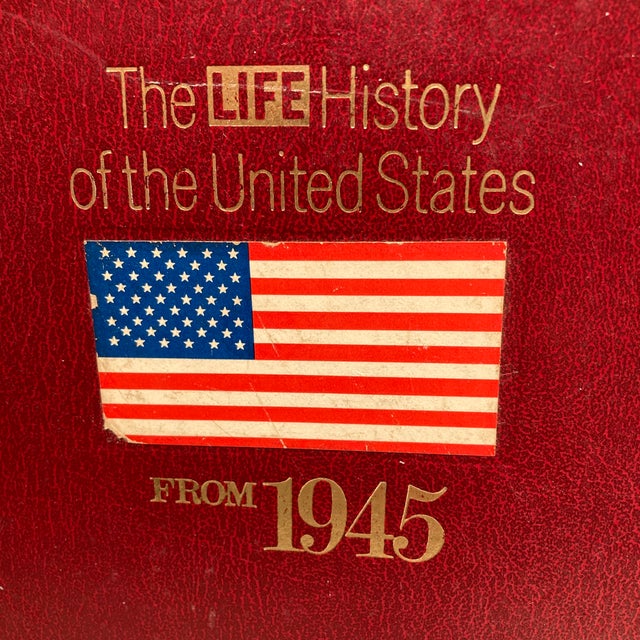 The LIFE History
of the United States
FROM 1945